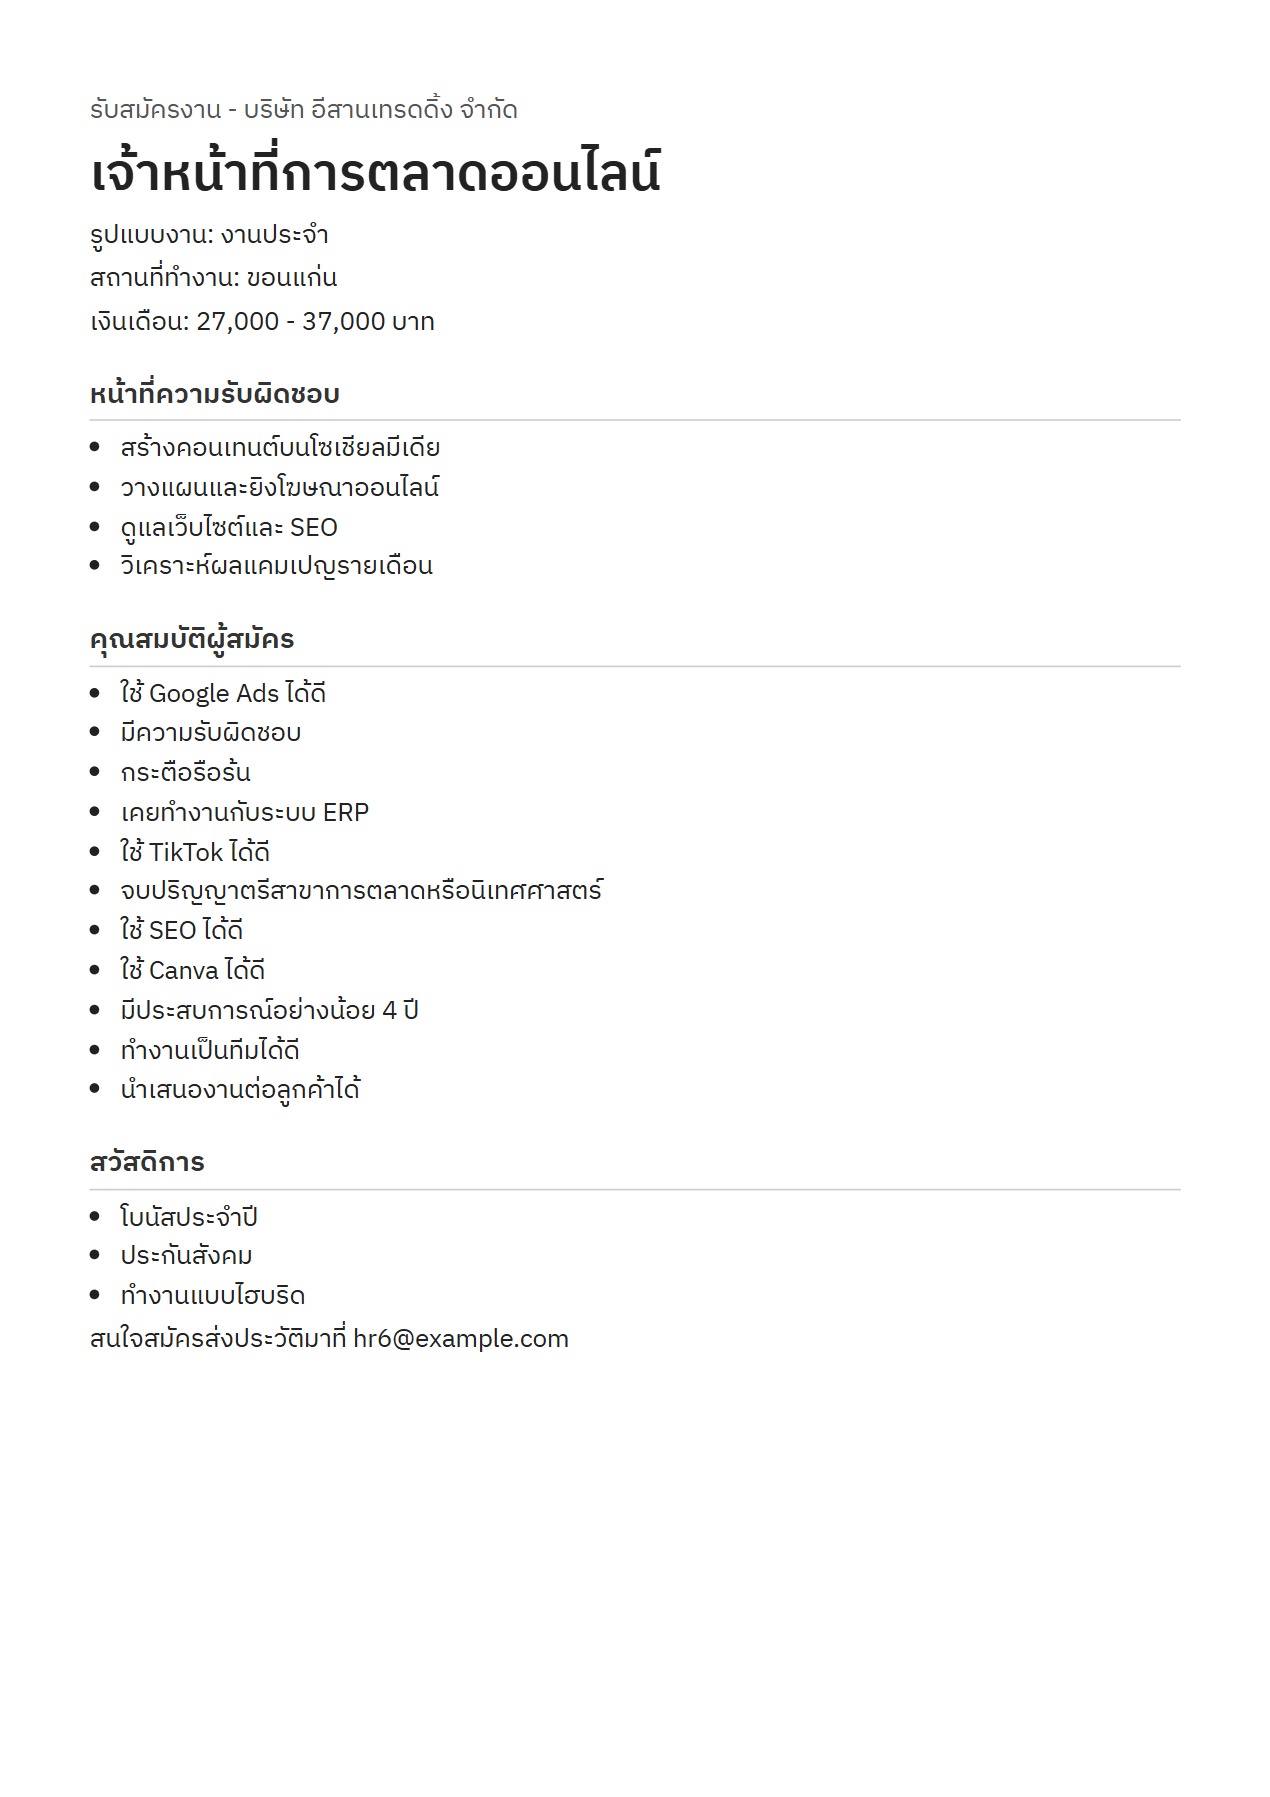 รับสมัครงาน - บริษัท อีสานเทรดดิ้ง จำกัด
เจ้าหน้าที่การตลาดออนไลน์
รูปแบบงาน: งานประจำ
สถานที่ทำงาน: ขอนแก่น
เงินเดือน: 27,000 - 37,000 บาท
หน้าที่ความรับผิดชอบ
• สร้างคอนเทนต์บนโซเชียลมีเดีย
• วางแผนและยิงโฆษณาออนไลน์
• ดูแลเว็บไซต์และ SEO
• วิเคราะห์ผลแคมเปญรายเดือน
คุณสมบัติผู้สมัคร
• ใช้ Google Ads ได้ดี
• มีความรับผิดชอบ
• กระตือรือร้น
• เคยทำงานกับระบบ ERP
• ใช้ TikTok ได้ดี
• จบปริญญาตรีสาขาการตลาดหรือนิเทศศาสตร์
• ใช้ SEO ได้ดี
• ใช้ Canva ได้ดี
• มีประสบการณ์อย่างน้อย 4 ปี
• ทำงานเป็นทีมได้ดี
• นำเสนองานต่อลูกค้าได้
สวัสดิการ
• โบนัสประจำปี
• ประกันสังคม
• ทำงานแบบไฮบริด
สนใจสมัครส่งประวัติมาที่ hr6@example.com